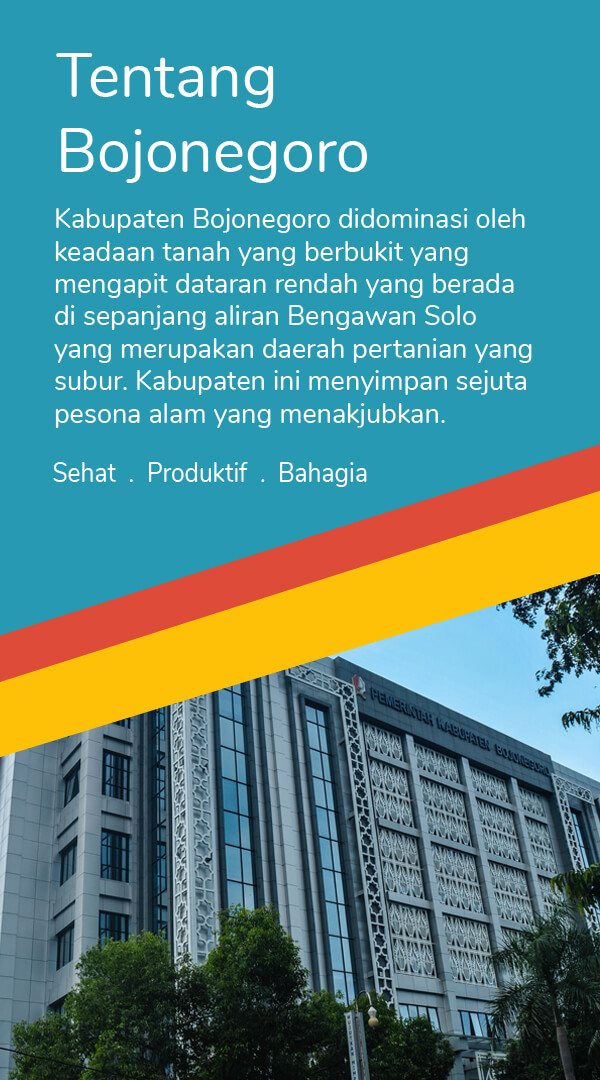 Tentang
Bojonegoro
Kabupaten Bojonegoro didominasi oleh
keadaan tanah yang berbukit yang
mengapit dataran rendah yang berada
di sepanjang aliran Bengawan Solo
yang merupakan daerah pertanian yang
subur. Kabupaten ini menyimpan sejuta
pesona alam yang menakjubkan.
Sehat . Produktif . Bahagia
PEMERINTAH KABUPATEN BOJONEGORO